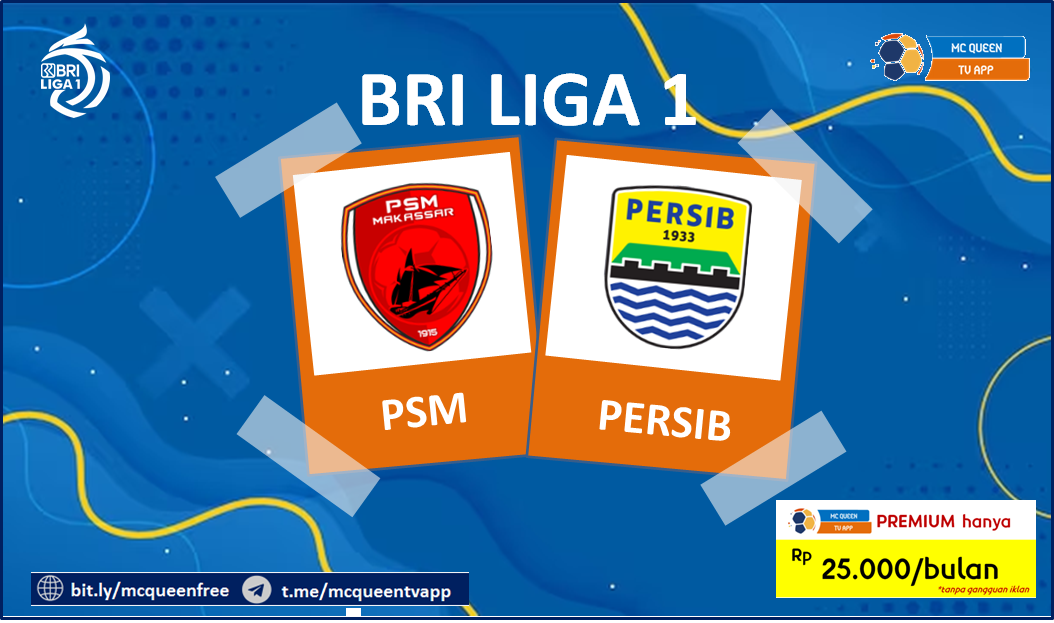 BRI
LIGA 1
MC QUEEN
TV APP
BRI LIGA 1
PSM
MAKASSAR
1915
PERSIB
1933
PSM
PERSIB
MC QUEEN
TV APP
PREMIUM hanya
Rp 25.000/bulan
*tanpa gangguan iklan
bit.ly/mcqueenfree t.me/mcqueentvapp